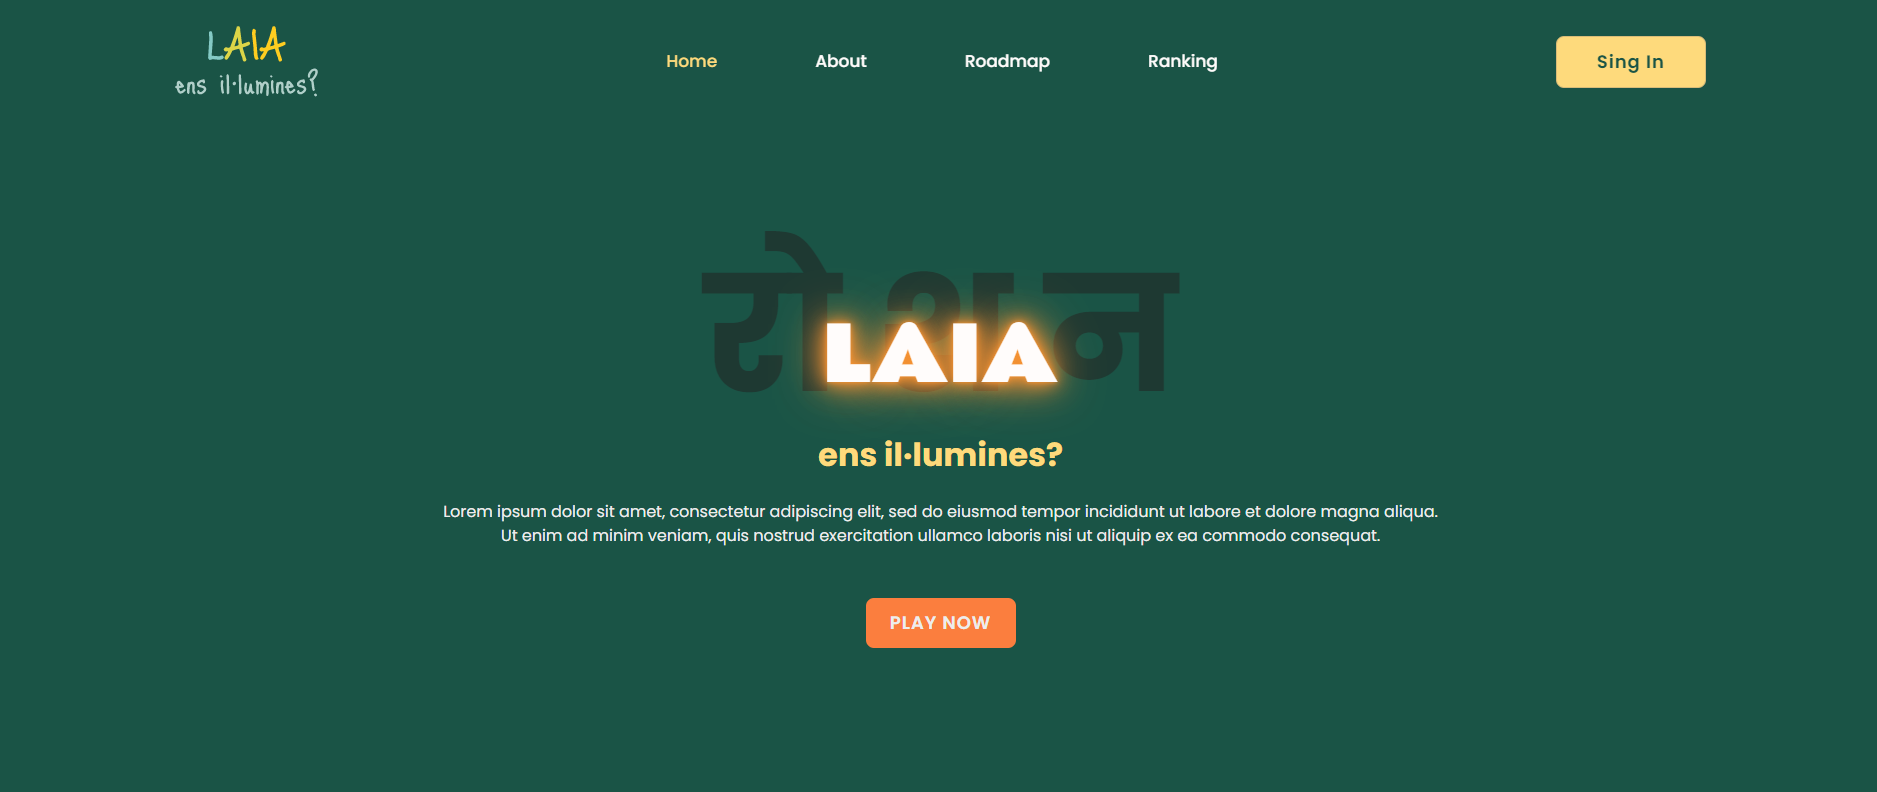 LAIA
ens il·lumines?
Home
About
Roadmap
Ranking
Sing In
रोशन
LAIA
ens il·lumines?
Lorem ipsum dolor sit amet, consectetur adipiscing elit, sed do eiusmod tempor incididunt ut labore et dolore magna aliqua.
Ut enim ad minim veniam, quis nostrud exercitation ullamco laboris nisi ut aliquip ex ea commodo consequat.
PLAY NOW